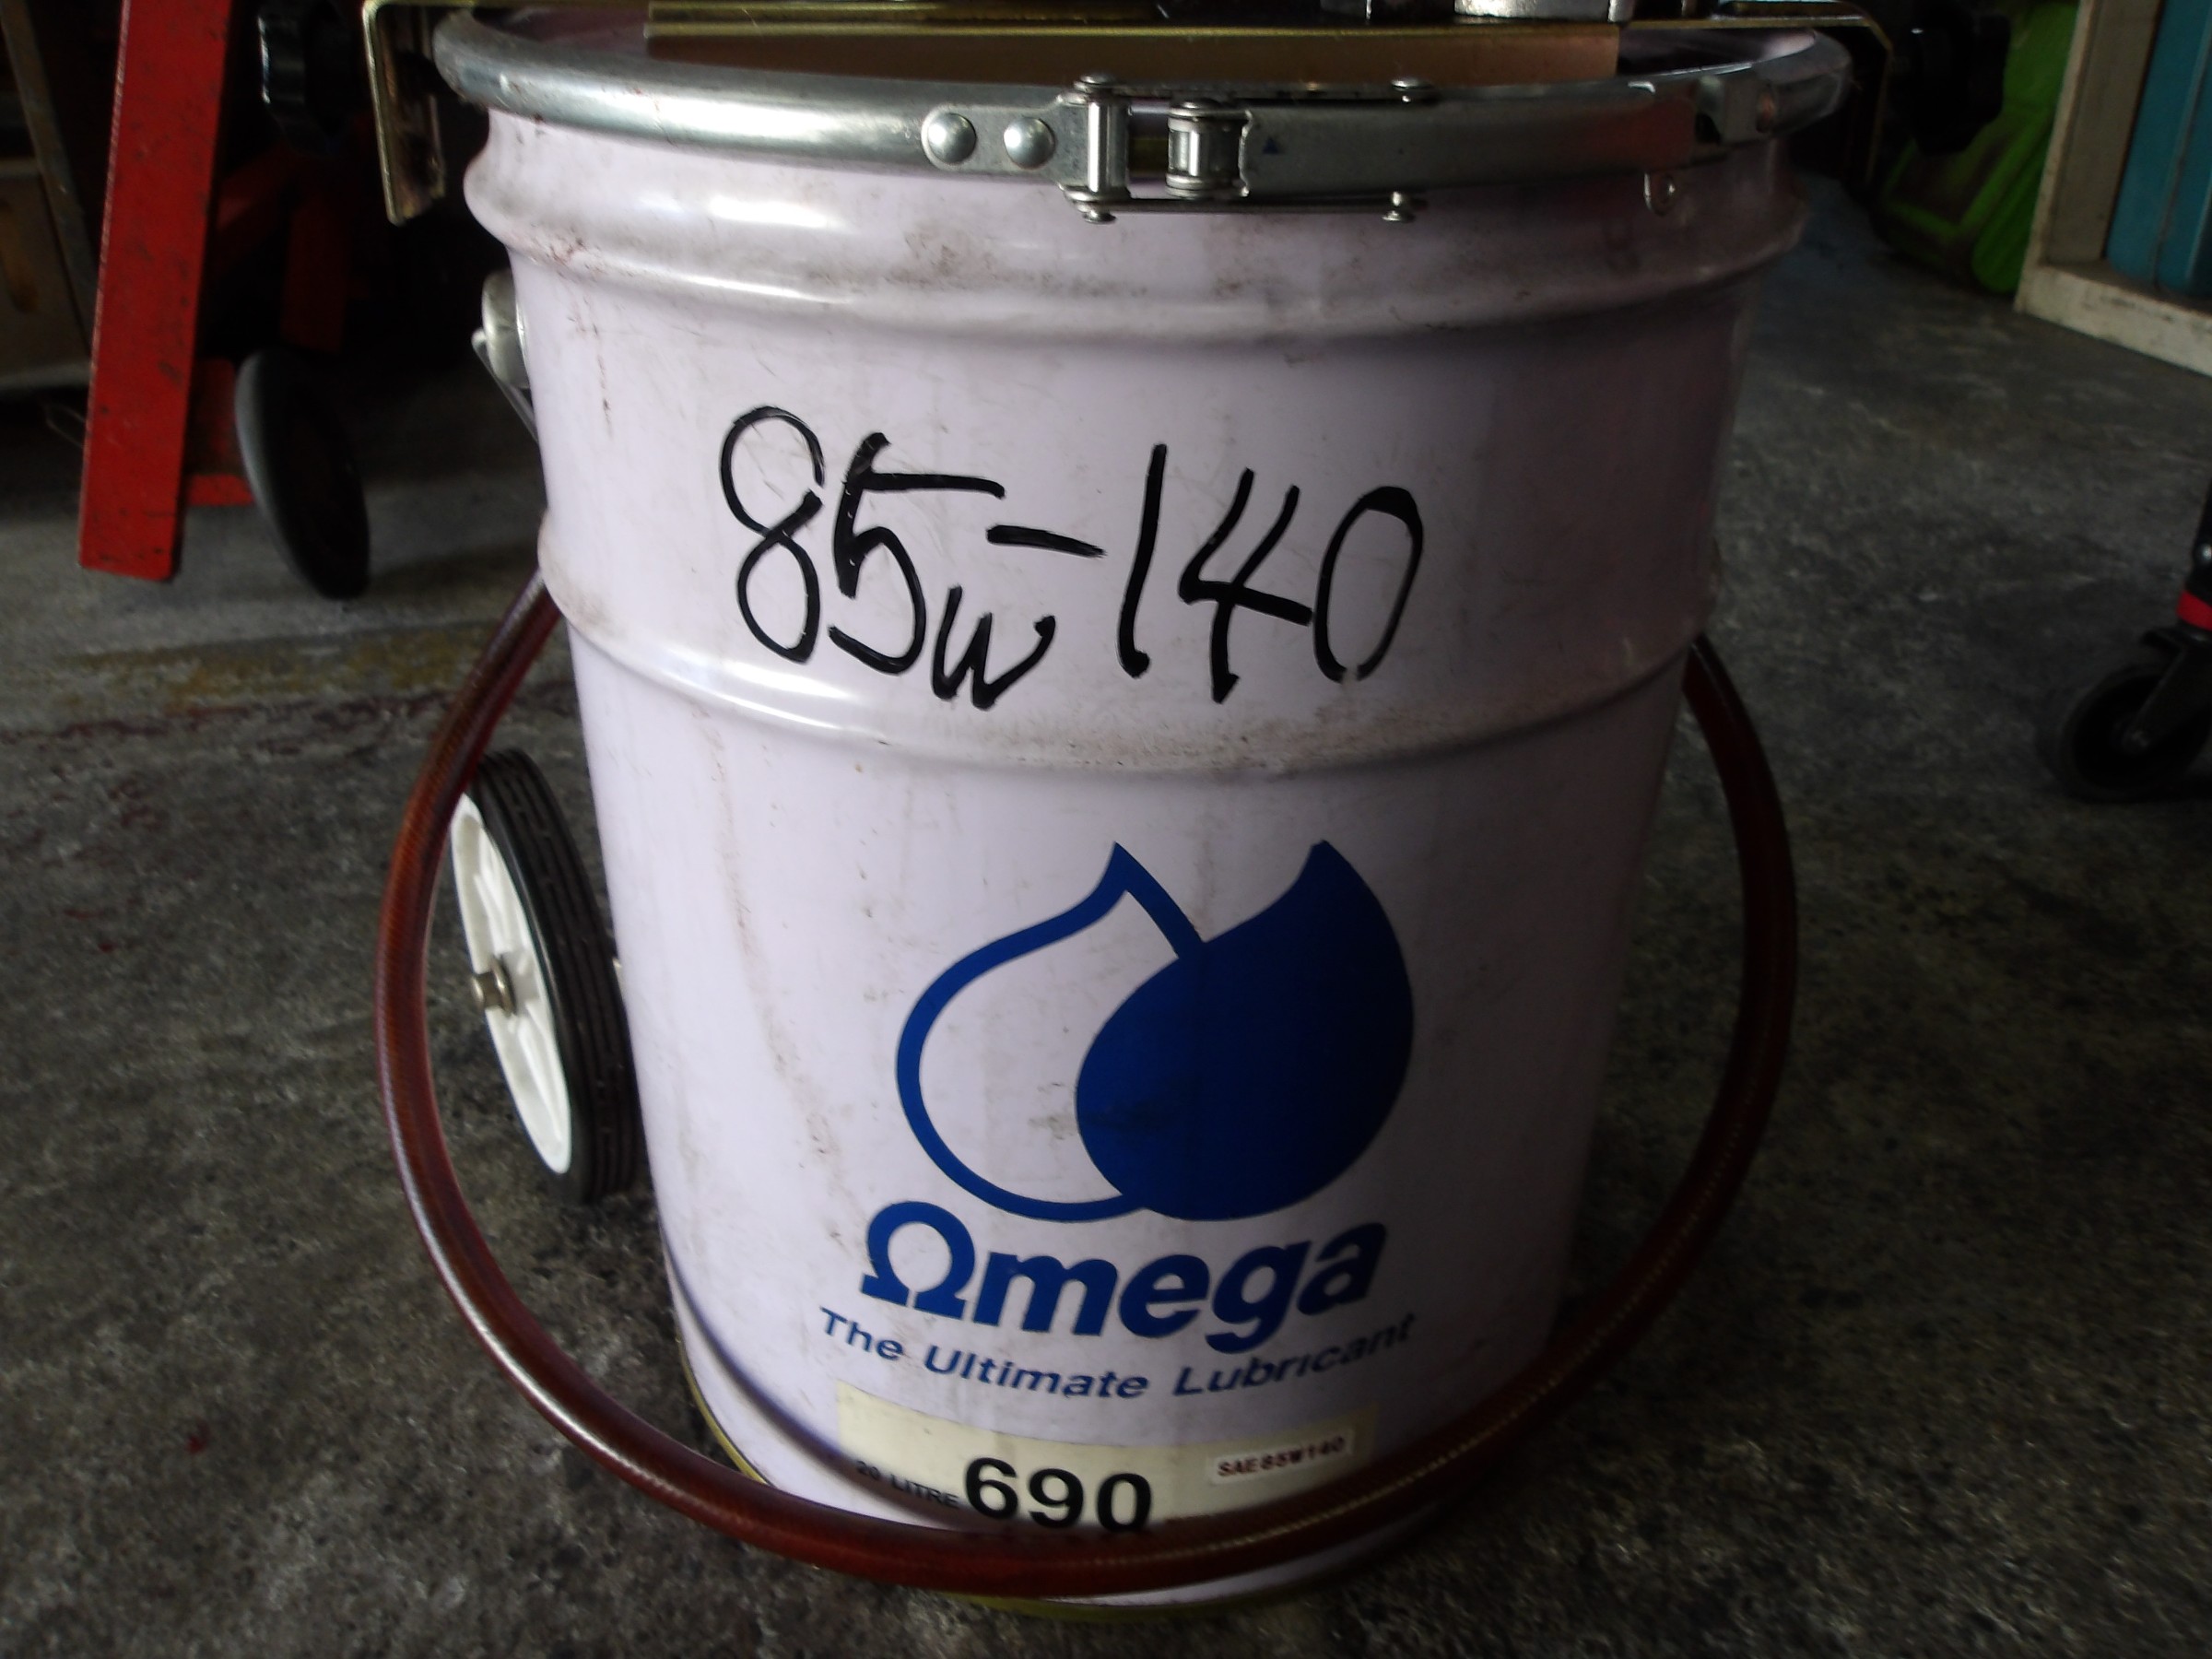 85w-140
Ωmega
The Ultimate Lubricant
20 LITRE 690 SAE85W140